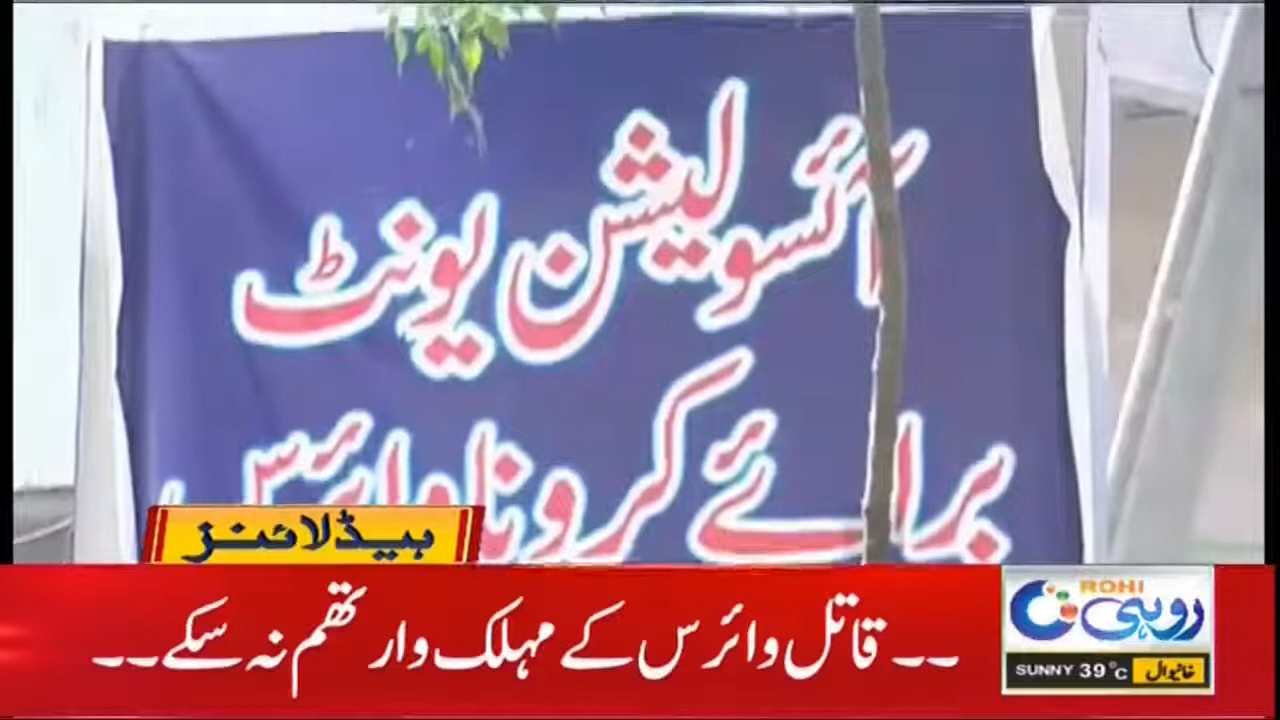 آئسولیشن یونٹ
برائے کرونا وائرس
ہیڈلائنز
۔۔ قاتل وائرس کے مہلک وار تھم نہ سکے۔۔
ROHI
روہی
SUNNY 39°C خانیوال